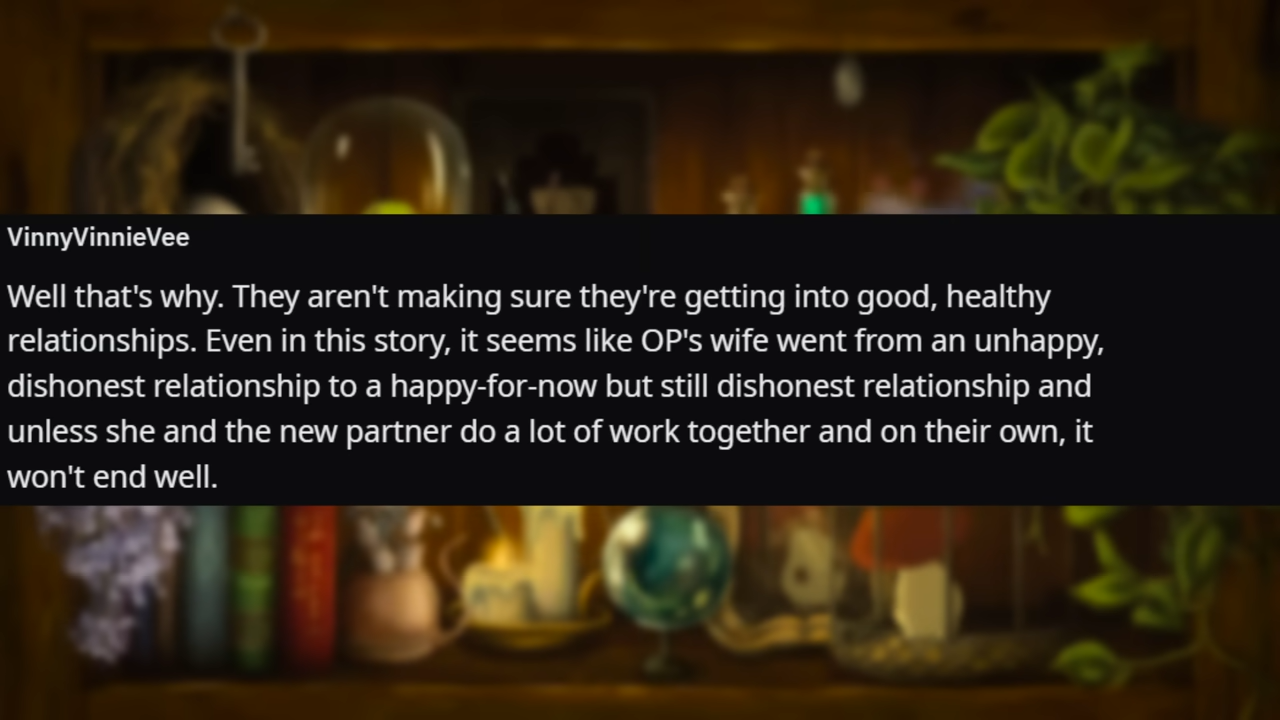 VinnyVinnieVee
Well that's why. They aren't making sure they're getting into good, healthy
relationships. Even in this story, it seems like OP's wife went from an unhappy,
dishonest relationship to a happy-for-now but still dishonest relationship and
unless she and the new partner do a lot of work together and on their own, it
won't end well.